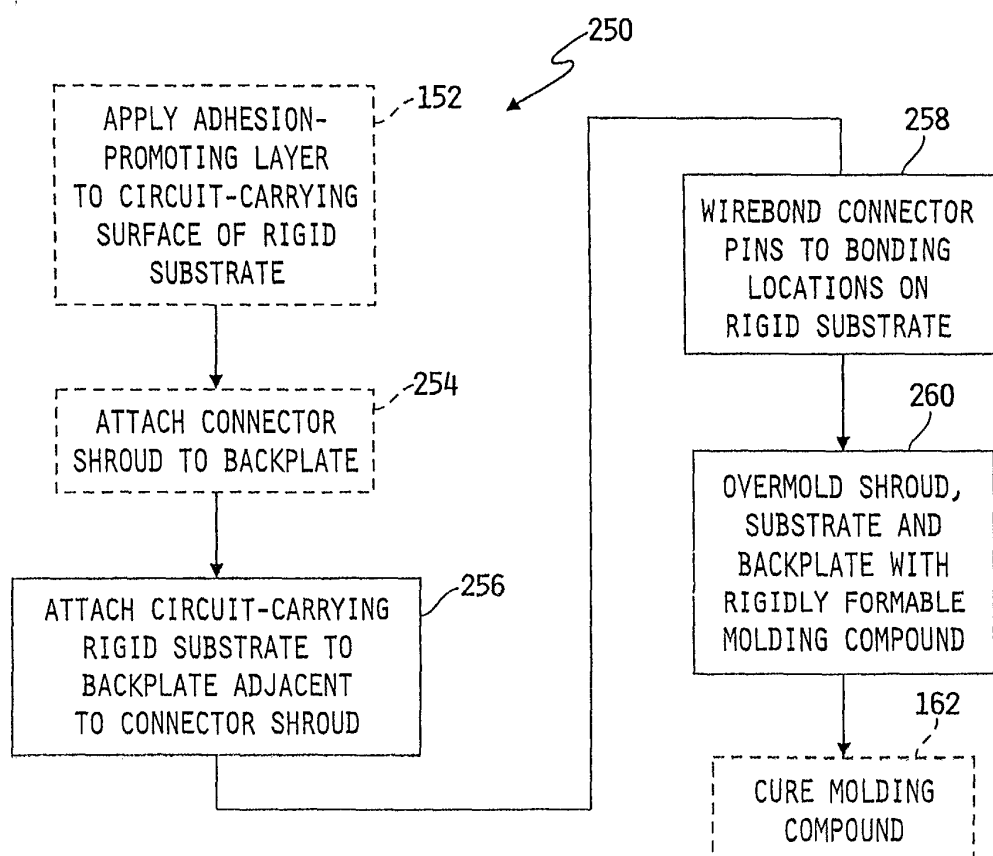 250
152
APPLY ADHESION-
PROMOTING LAYER
TO CIRCUIT-CARRYING
SURFACE OF RIGID
SUBSTRATE
254
ATTACH CONNECTOR
SHROUD TO BACKPLATE
256
ATTACH CIRCUIT-CARRYING
RIGID SUBSTRATE TO
BACKPLATE ADJACENT
TO CONNECTOR SHROUD
258
WIREBOND CONNECTOR
PINS TO BONDING
LOCATIONS ON
RIGID SUBSTRATE
260
OVERMOLD SHROUD,
SUBSTRATE AND
BACKPLATE WITH
RIGIDLY FORMABLE
MOLDING COMPOUND
162
CURE MOLDING
COMPOUND